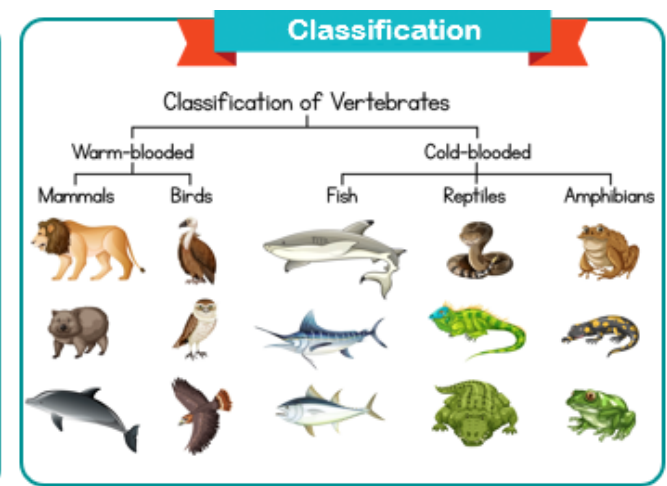 Classification
Classification of Vertebrates
Warm-blooded Cold-blooded
Mammals Birds Fish Reptiles Amphibians